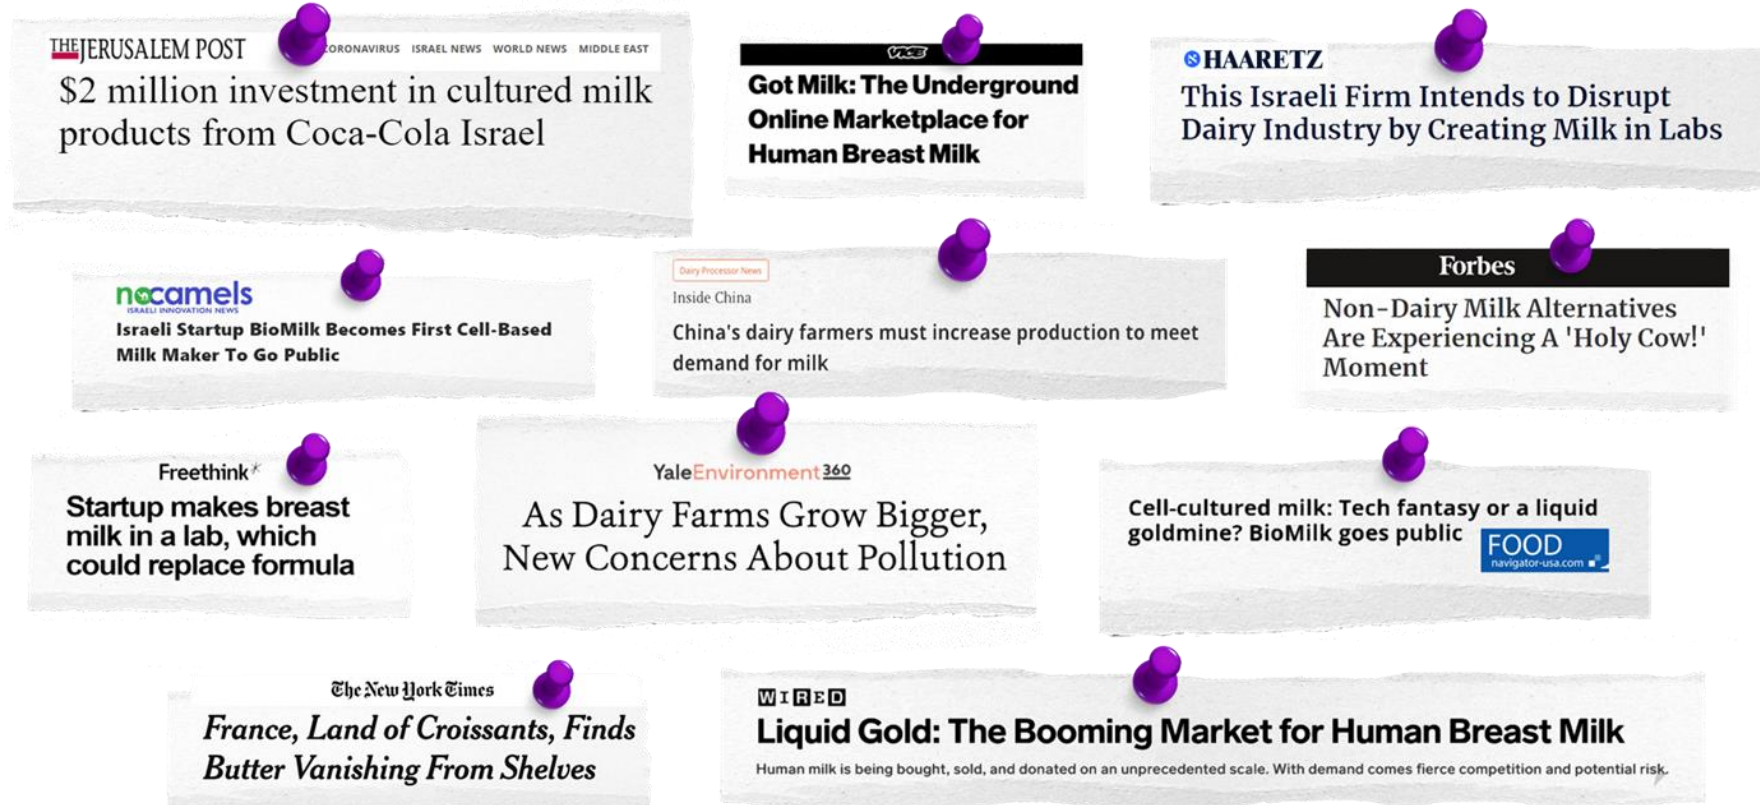 THE JERUSALEM POST
CORONAVIRUS ISRAEL NEWS WORLD NEWS MIDDLE EAST
$2 million investment in cultured milk
products from Coca-Cola Israel
VICE
Got Milk: The Underground
Online Marketplace for
Human Breast Milk
HAARETZ
This Israeli Firm Intends to Disrupt
Dairy Industry by Creating Milk in Labs
nocamels
ISRAELI INNOVATION NEWS
Israeli Startup BioMilk Becomes First Cell-Based
Milk Maker To Go Public
Dairy Processor News
Inside China
China's dairy farmers must increase production to meet
demand for milk
Forbes
Non-Dairy Milk Alternatives
Are Experiencing A 'Holy Cow!'
Moment
Freethink*
Startup makes breast
milk in a lab, which
could replace formula
YaleEnvironment360
As Dairy Farms Grow Bigger,
New Concerns About Pollution
Cell-cultured milk: Tech fantasy or a liquid
goldmine? BioMilk goes public
FOOD
navigator-usa.com
The New York Times
France, Land of Croissants, Finds
Butter Vanishing From Shelves
WIRED
Liquid Gold: The Booming Market for Human Breast Milk
Human milk is being bought, sold, and donated on an unprecedented scale. With demand comes fierce competition and potential risk.